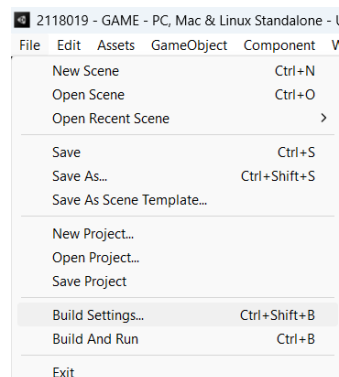 2118019 - GAME - PC, Mac & Linux Standalone -
File Edit Assets GameObject Component
New Scene Ctrl+N
Open Scene Ctrl+O
Open Recent Scene >
Save Ctrl+S
Save As... Ctrl+Shift+S
Save As Scene Template...
New Project...
Open Project...
Save Project
Build Settings... Ctrl+Shift+B
Build And Run Ctrl+B
Exit